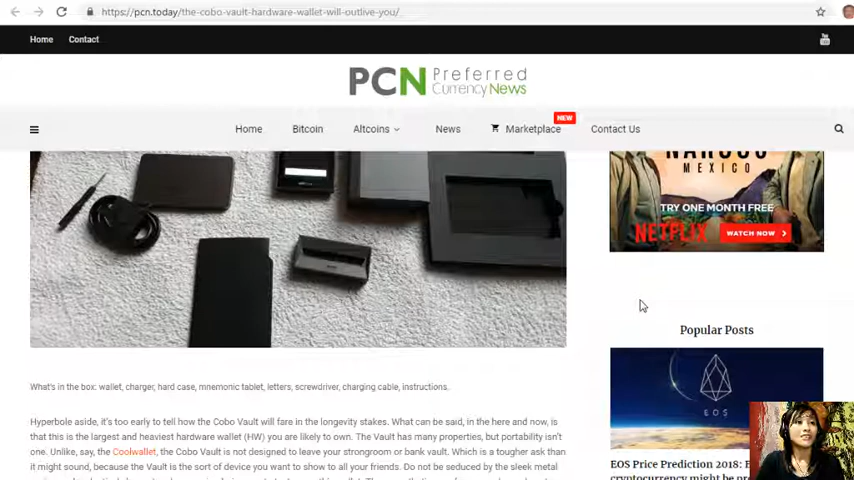 https://pcn.today/the-cobo-vault-hardware-wallet-will-outlive-you/
Home Contact
You
PCN Preferred
Currency News
NEW
Home Bitcoin Altcoins News Marketplace Contact Us
NARCOS
MEXICO
TRY ONE MONTH FREE
NETFLIX WATCH NOW
Popular Posts
EOS
What's in the box: wallet, charger, hard case, mnemonic tablet, letters, screwdriver, charging cable, instructions.
Hyperbole aside, it's too early to tell how the Cobo Vault will fare in the longevity stakes. What can be said, in the here and now, is
that this is the largest and heaviest hardware wallet (HW) you are likely to own. The Vault has many properties, but portability isn't
one. Unlike, say, the Coolwallet, the Cobo Vault is not designed to leave your strongroom or bank vault. Which is a tougher ask than
it might sound, because the Vault is the sort of device you want to show to all your friends. Do not be seduced by the sleek metal
EOS Price Prediction 2018:
cryptocurrency might be